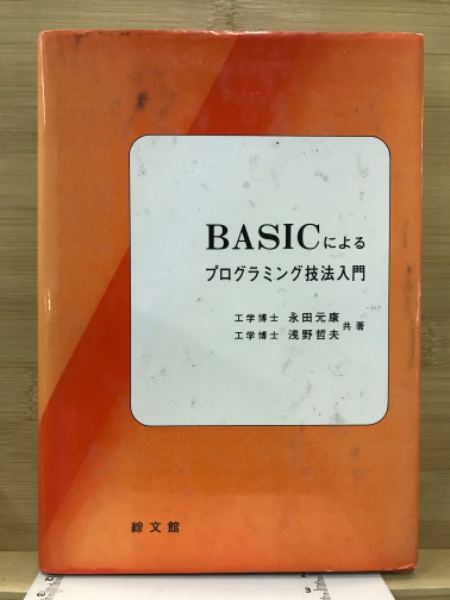 BASICによる
プログラミング技法入門
工学博士 永田元康
工学博士 浅野哲夫 共著
綜文館